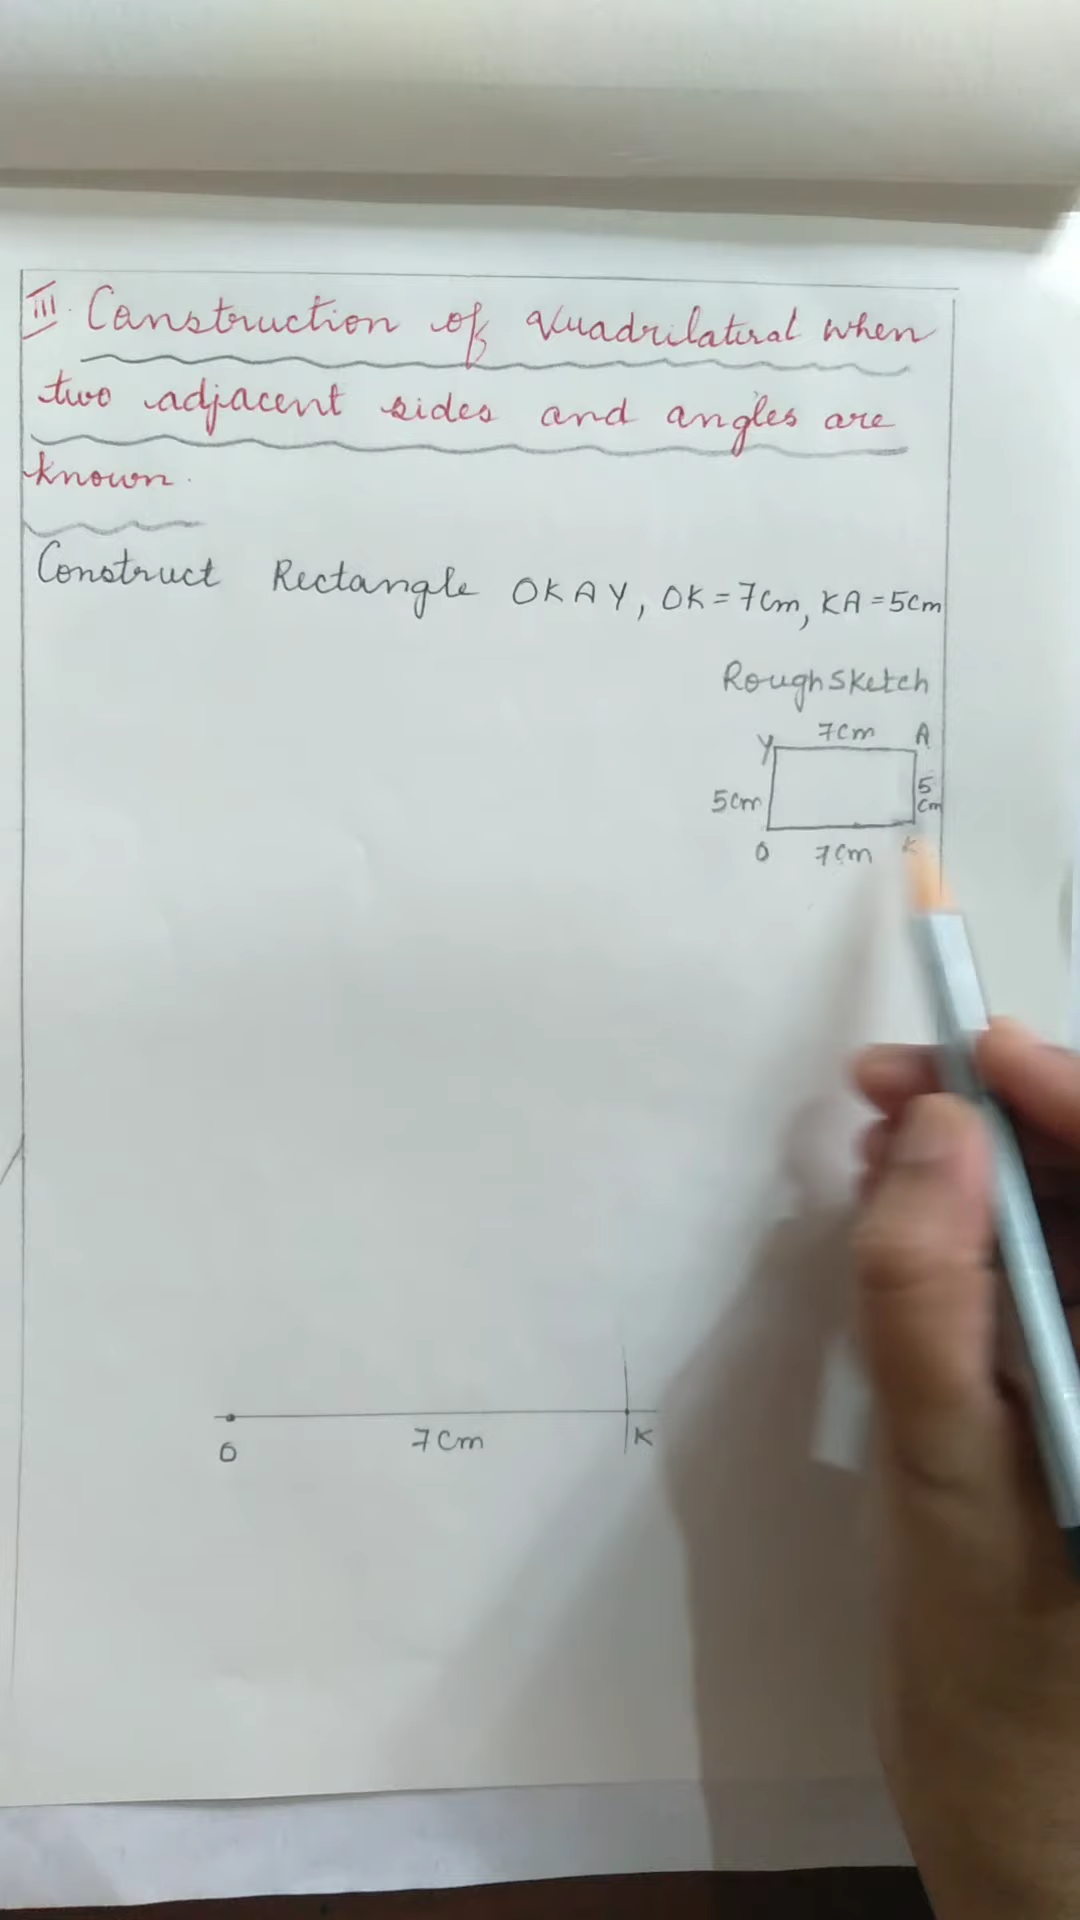 III. Construction of Quadrilateral when
two adjacent sides and angles are
known.
Construct Rectangle OKAY, OK=7cm, KA=5cm
Rough Sketch
7cm
Y A
5cm 5
cm
O 7cm K
O 7cm K